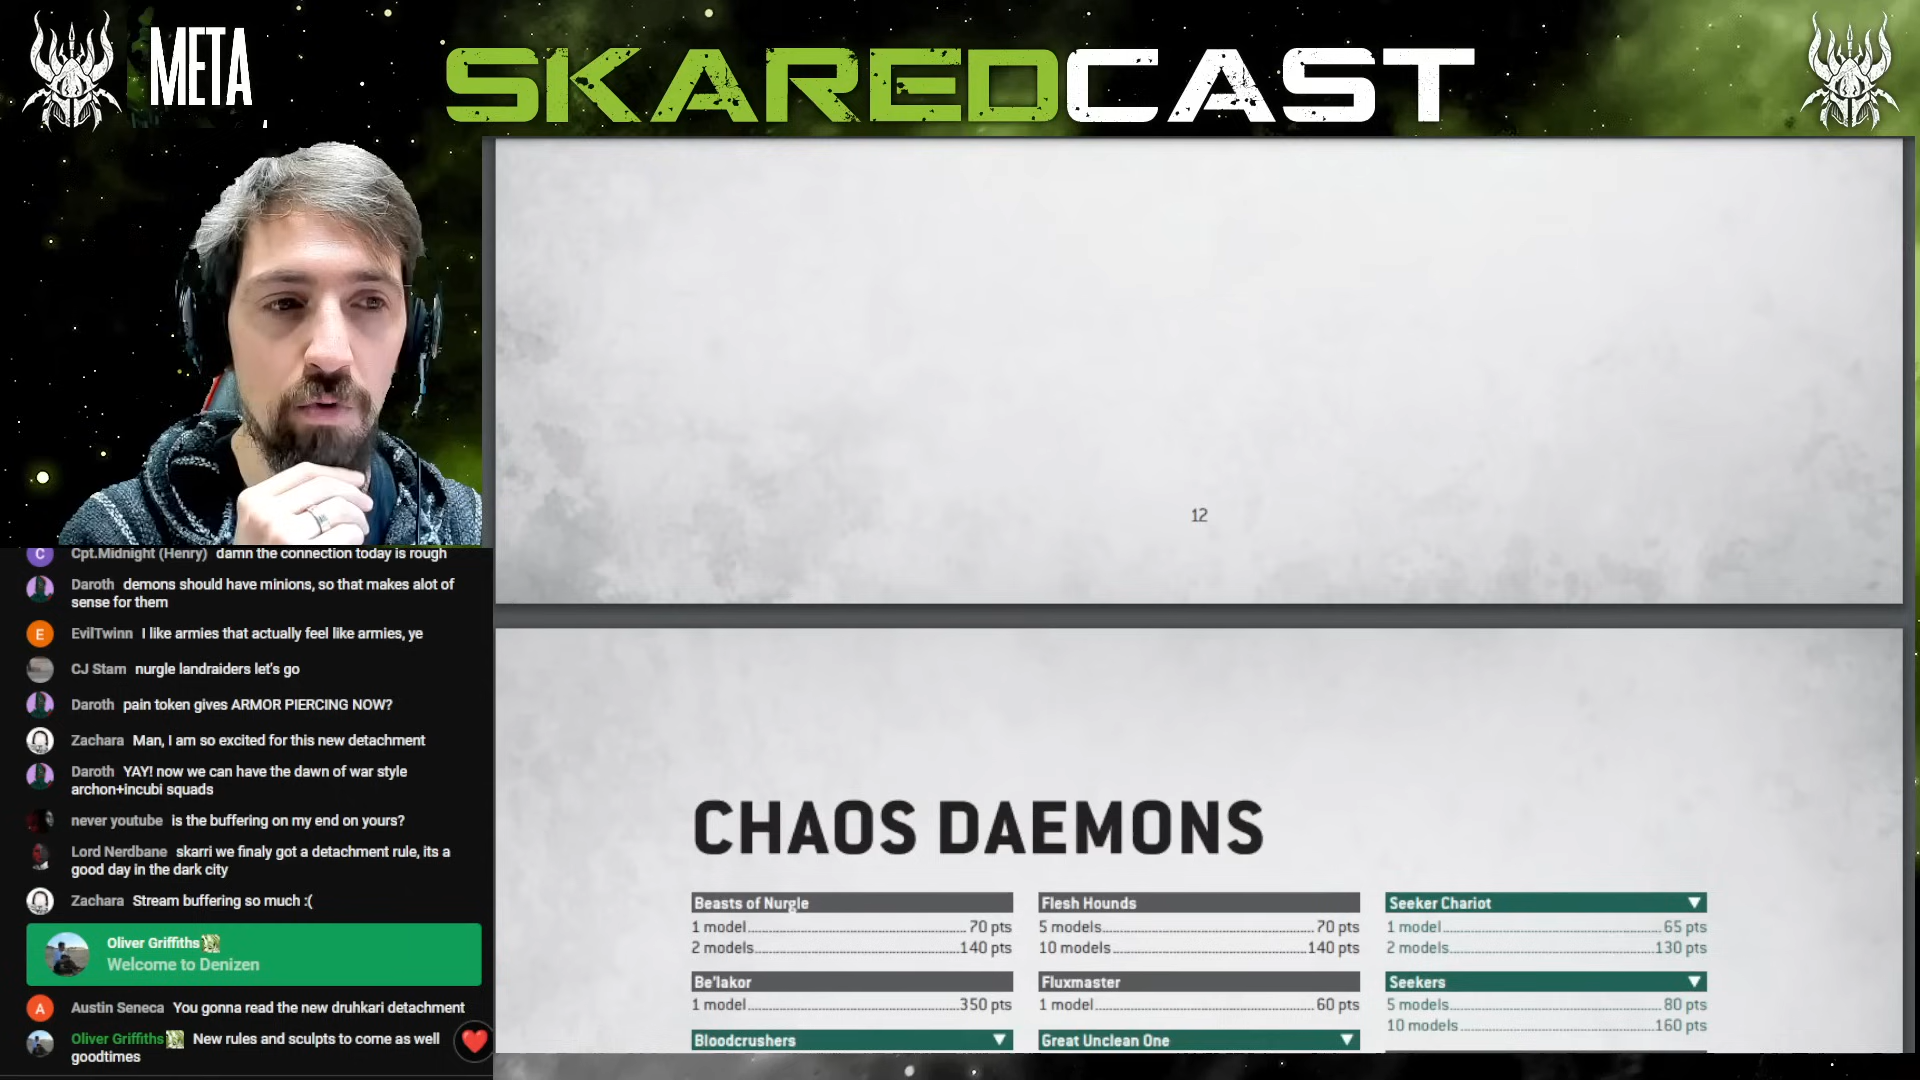 META
SKAREDCAST
C Cpt.Midnight (Henry) damn the connection today is rough
Daroth demons should have minions, so that makes alot of
sense for them
E EvilTwinn I like armies that actually feel like armies, ye
CJ Stam nurgle landraiders let's go
Daroth pain token gives ARMOR PIERCING NOW?
Zachara Man, I am so excited for this new detachment
Daroth YAY! now we can have the dawn of war style
archon+incubi squads
never youtube is the buffering on my end on yours?
Lord Nerdbane skarri we finaly got a detachment rule, its a
good day in the dark city
Zachara Stream buffering so much :(
Oliver Griffiths
Welcome to Denizen
A Austin Seneca You gonna read the new druhkari detachment
Oliver Griffiths New rules and sculpts to come as well
goodtimes
12
CHAOS DAEMONS
Beasts of Nurgle
1 model 70 pts
2 models 140 pts
Be'lakor
1 model 350 pts
Bloodcrushers ▼
Flesh Hounds
5 models 70 pts
10 models 140 pts
Fluxmaster
1 model 60 pts
Great Unclean One ▼
Seeker Chariot ▼
1 model 65 pts
2 models 130 pts
Seekers ▼
5 models 80 pts
10 models 160 pts